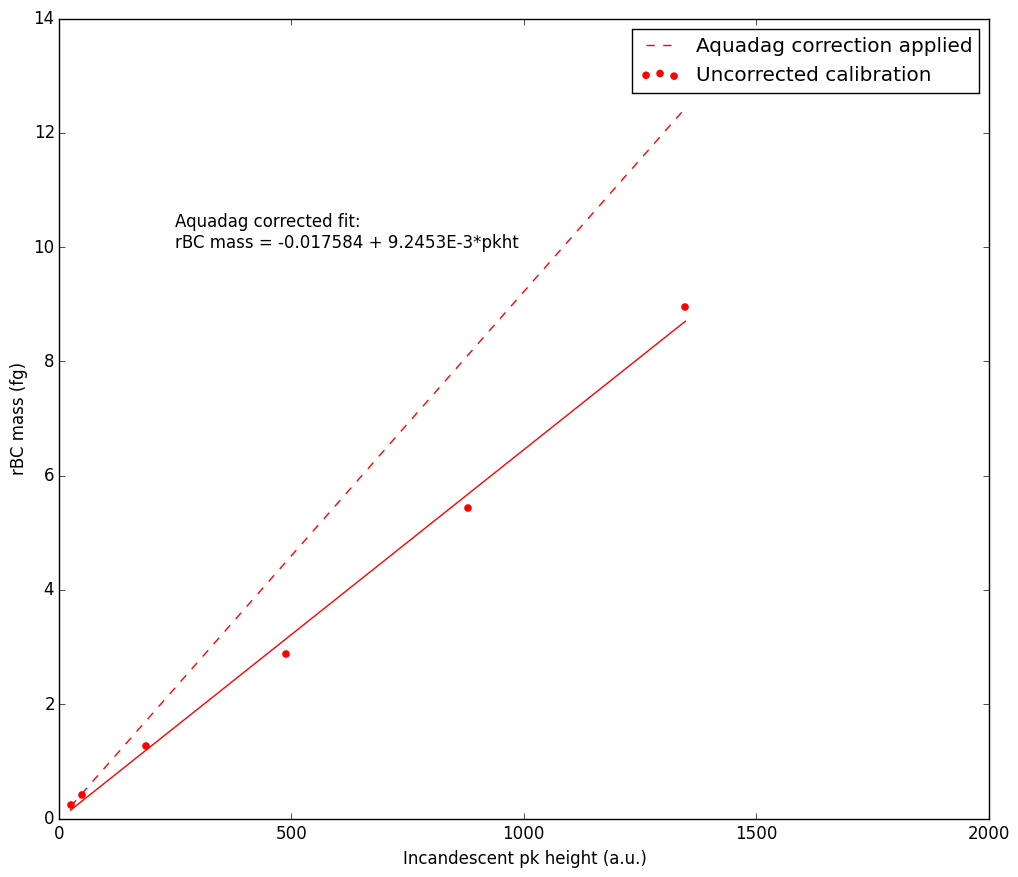 14
12
10
8
6
4
2
0
Aquadag correction applied
Uncorrected calibration
Aquadag corrected fit:
rBC mass = -0.017584 + 9.2453E-3*pkht
rBC mass (fg)
0 500 1000 1500 2000
Incandescent pk height (a.u.)